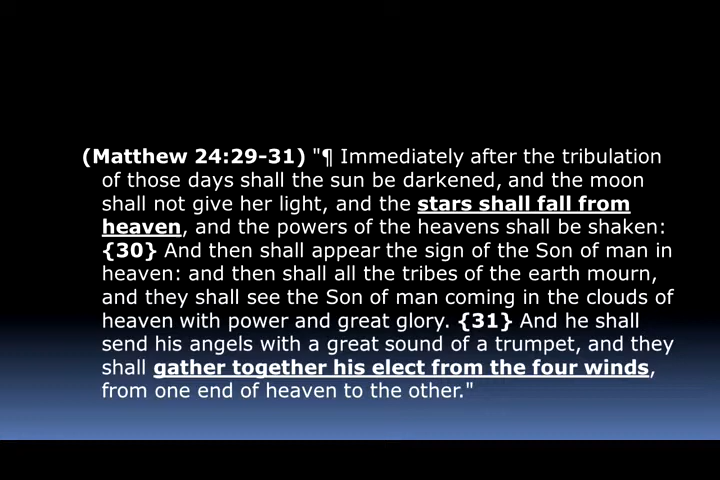 (Matthew 24:29-31) "¶ Immediately after the tribulation
of those days shall the sun be darkened, and the moon
shall not give her light, and the stars shall fall from
heaven, and the powers of the heavens shall be shaken:
{30} And then shall appear the sign of the Son of man in
heaven: and then shall all the tribes of the earth mourn,
and they shall see the Son of man coming in the clouds of
heaven with power and great glory. {31} And he shall
send his angels with a great sound of a trumpet, and they
shall gather together his elect from the four winds,
from one end of heaven to the other."